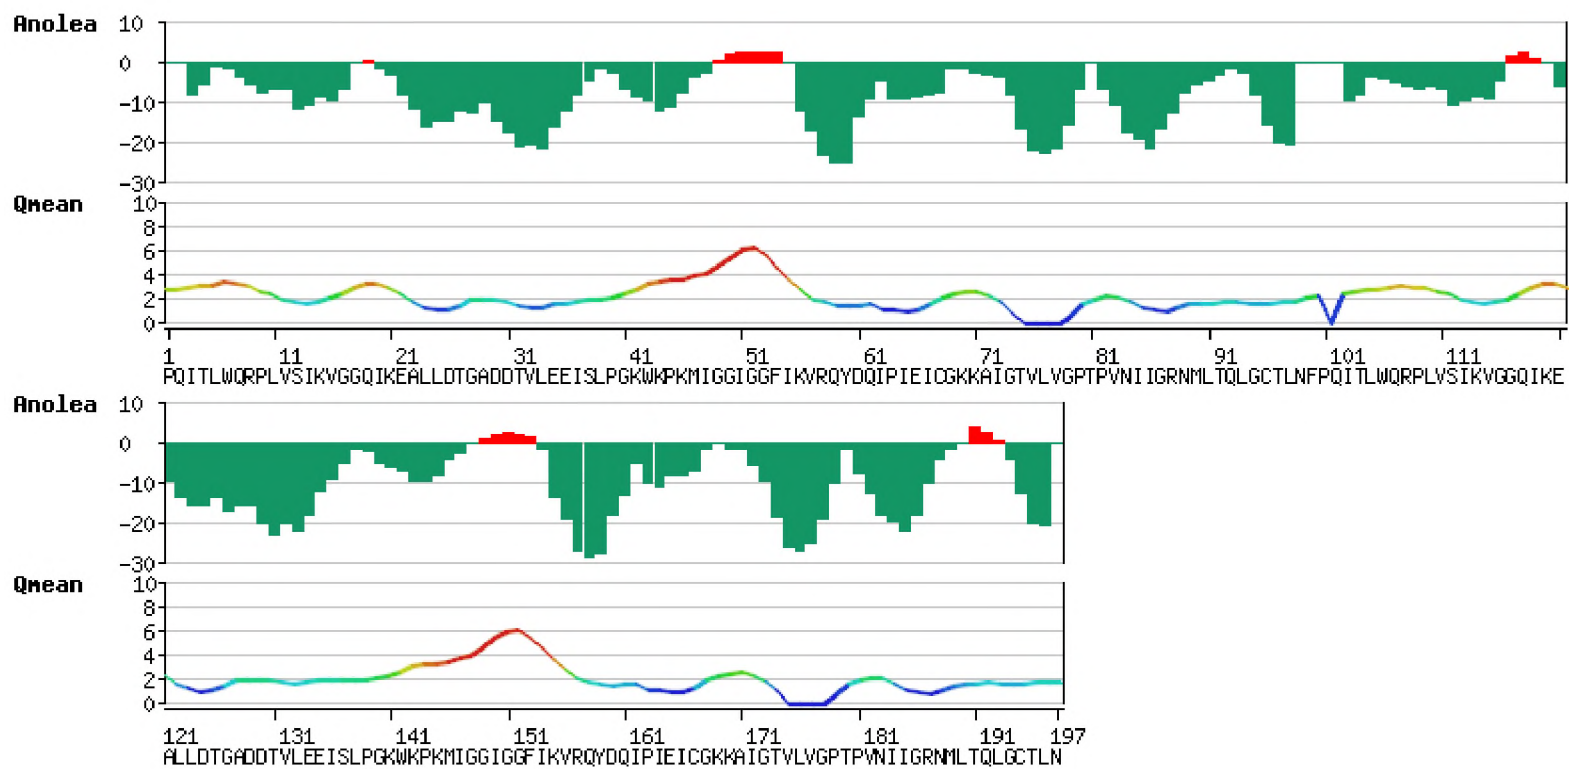 Anolea 10
0
-10
-20
-30
Qmean 10
8
6
4
2
0
1 11 21 31 41 51 61 71 81 91 101 111
PQITLWQRPLVSIKVGGQIKEALLDTGADDTVLEEISLPGKWKPKMIGGIGGFIKVRQYDQIPIEICGKKAIGTVLVGPTPVNIIGRNMLTQLGCTLNFPQITLWQRPLVSIKVGGQIKE
Anolea 10
0
-10
-20
-30
Qmean 10
8
6
4
2
0
121 131 141 151 161 171 181 191 197
ALLDTGADDTVLEEISLPGKWKPKMIGGIGGFIKVRQYDQIPIEICGKKAIGTVLVGPTPVNIIGRNMLTQLGCTLN